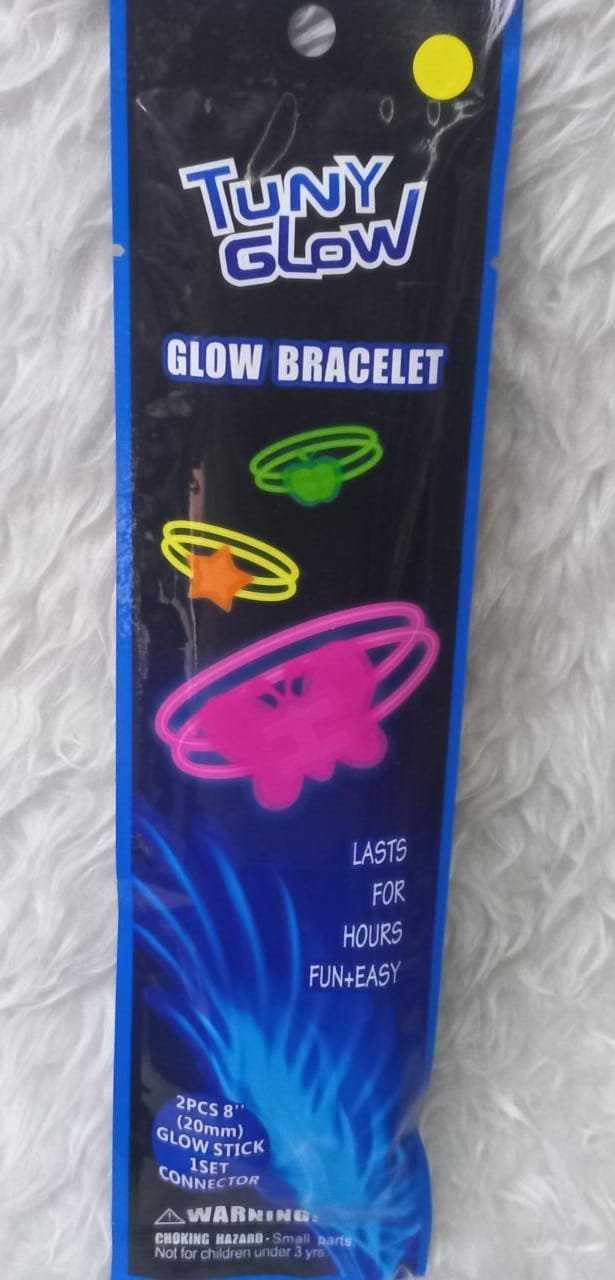 TUNY
GLOW
GLOW BRACELET
LASTS
FOR
HOURS
FUN+EASY
2PCS 8''
(20mm)
GLOW STICK
1SET
CONNECTOR
WARNING:
CHOKING HAZARD - Small parts.
Not for children under 3 yrs.